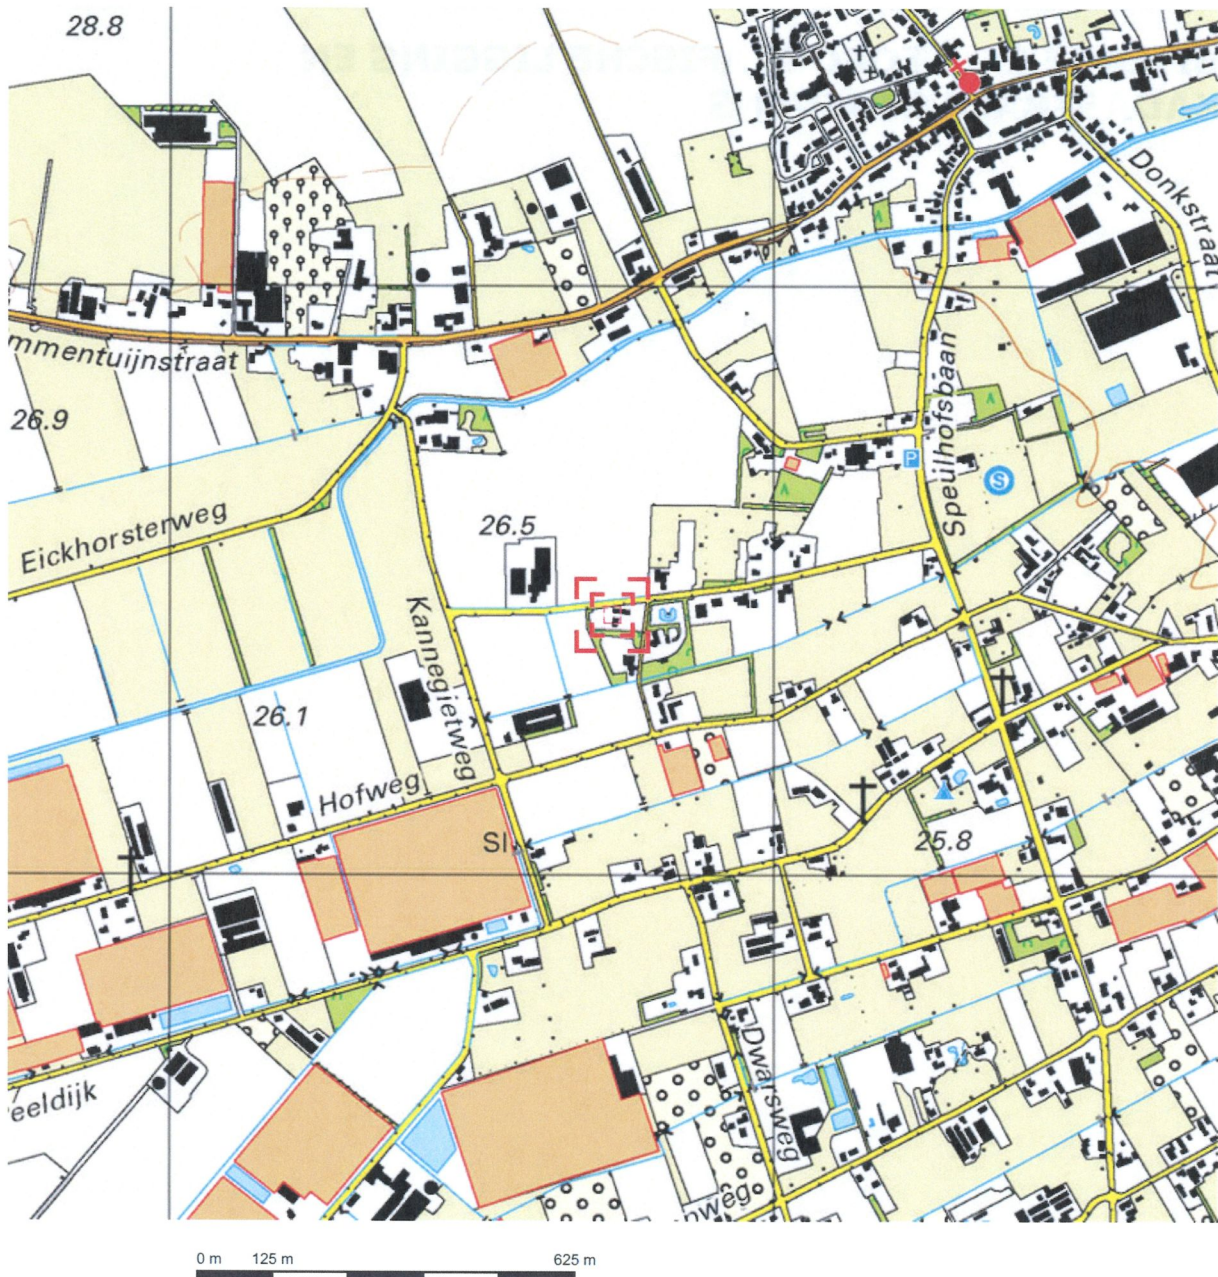 28.8
Donkstraat
mmentuijnstraat
26.9
Speulhofsbaan
P
S
Eickhorsterweg
26.5
Kannegietweg
26.1
Hofweg
Sl
25.8
eeldijk
Dwarsweg
nweg
0 m 125 m 625 m